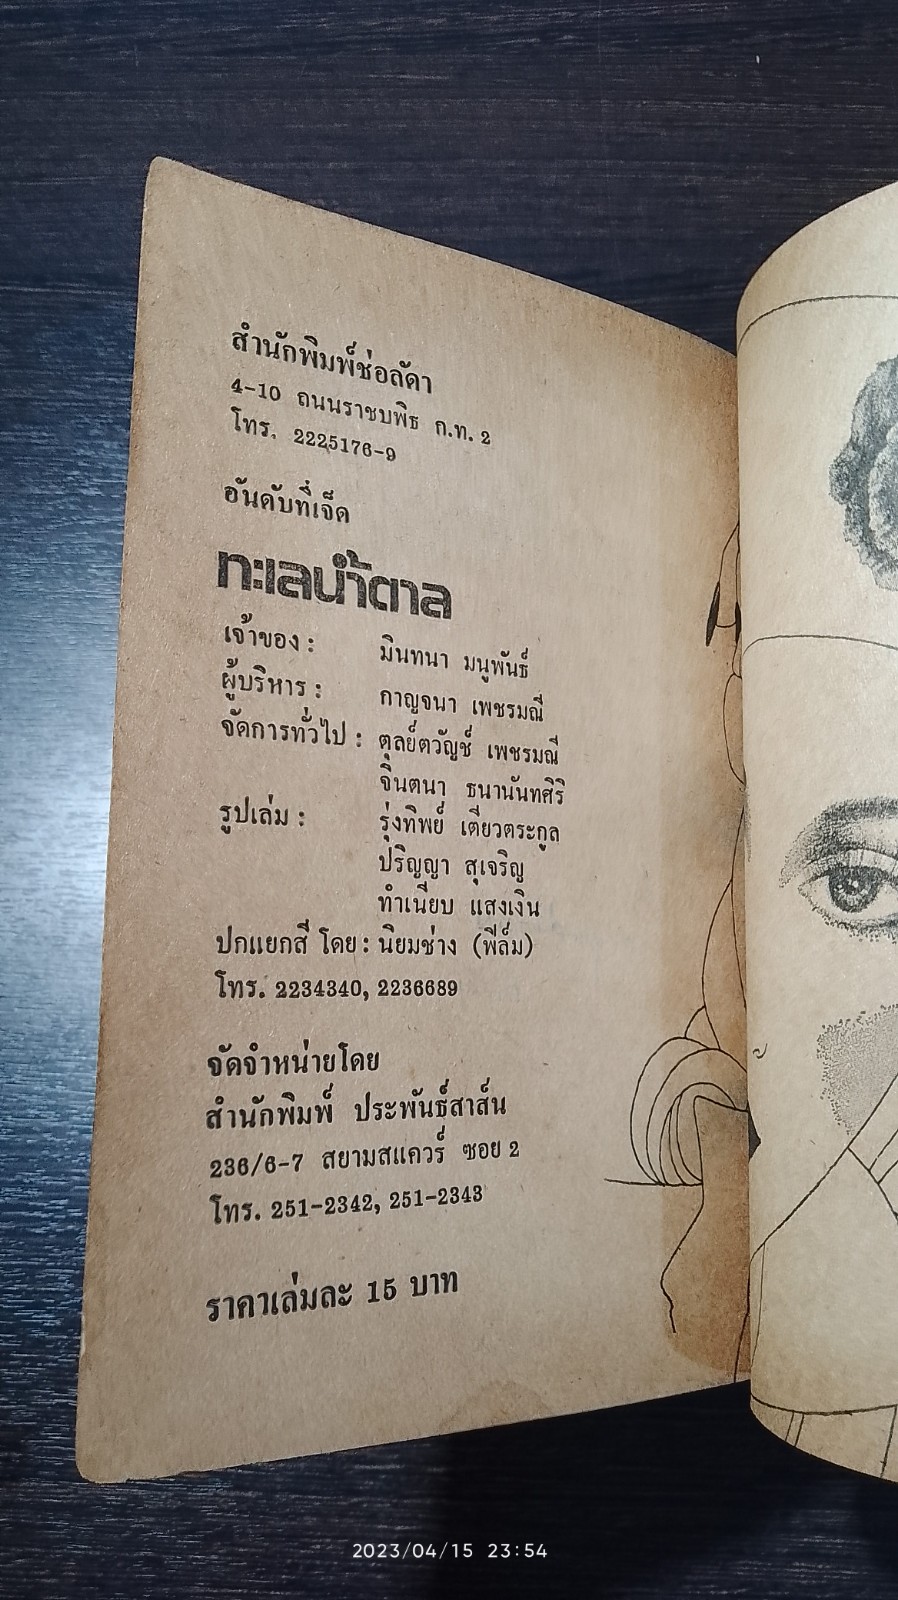 สำนักพิมพ์ช่อลัดา
4-10 ถนนราชบพิธ ก.ท. 2
โทร. 2225176-9
อันดับที่เจ็ด
ทะเลน้ำตาล
เจ้าของ : มินทนา มนูพันธ์
ผู้บริหาร : กาญจนา เพชรมณี
จัดการทั่วไป : ตุลย์ตวัญช์ เพชรมณี
จินตนา ธนานันทศิริ
รูปเล่ม : รุ่งทิพย์ เตียวตระกูล
ปริญญา สุเจริญ
ทำเนียบ แสงเงิน
ปกแยกสี โดย : นิยมช่าง (ฟีล์ม)
โทร. 2234340, 2236689
จัดจำหน่ายโดย
สำนักพิมพ์ ประพันธ์สาส์น
236/6-7 สยามสแควร์ ซอย 2
โทร. 251-2342, 251-2343
ราคาเล่มละ 15 บาท
2023/04/15 23:54